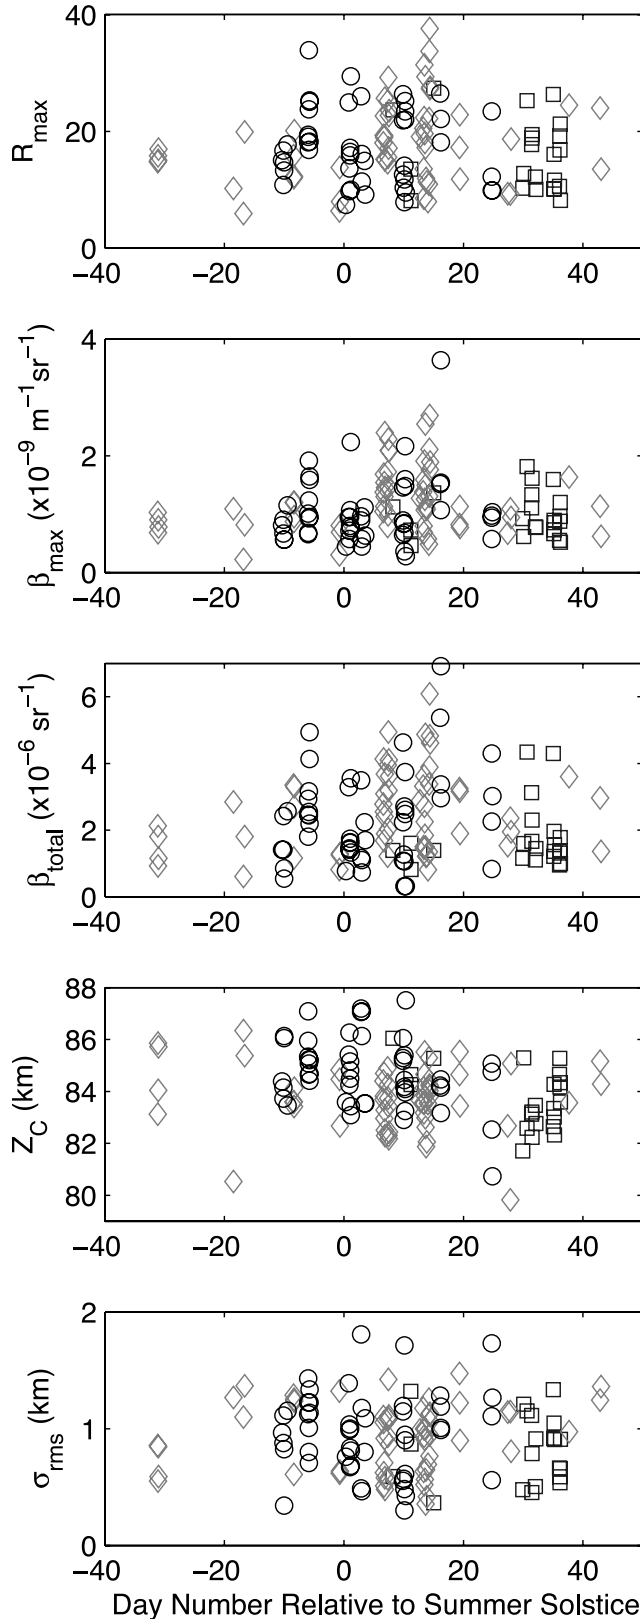 40
20
0
R_max
−40 −20 0 20 40
4
2
0
β_max (x10⁻⁹ m⁻¹sr⁻¹)
−40 −20 0 20 40
6
4
2
0
β_total (x10⁻⁶ sr⁻¹)
−40 −20 0 20 40
88
86
84
82
80
Z_C (km)
−40 −20 0 20 40
2
1
0
σ_rms (km)
−40 −20 0 20 40
Day Number Relative to Summer Solstice